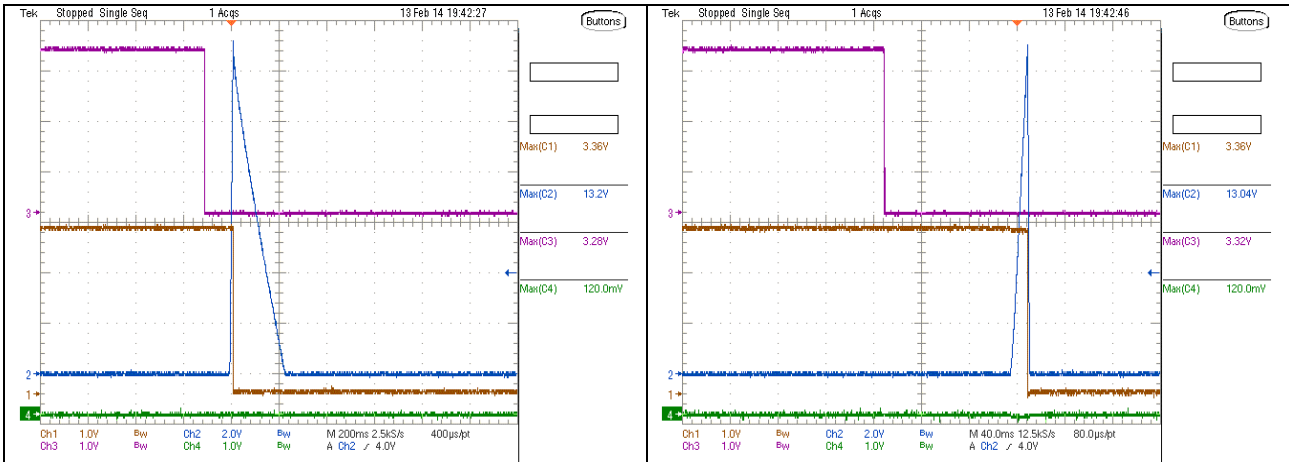 Tek Stopped Single Seq 1 Acqs 13 Feb 14 19:42:27
Buttons
Max(C1) 3.36V
Max(C2) 13.2V
3
Max(C3) 3.28V
Max(C4) 120.0mV
2
1
4
Ch1 1.0V Bw Ch2 2.0V Bw M 200ms 2.5kS/s 400µs/pt
Ch3 1.0V Bw Ch4 1.0V Bw A Ch2 / 4.0V
Tek Stopped Single Seq 1 Acqs 13 Feb 14 19:42:46
Buttons
Max(C1) 3.36V
Max(C2) 13.04V
3
Max(C3) 3.32V
Max(C4) 120.0mV
2
1
4
Ch1 1.0V Bw Ch2 2.0V Bw M 40.0ms 12.5kS/s 80.0µs/pt
Ch3 1.0V Bw Ch4 1.0V Bw A Ch2 / 4.0V